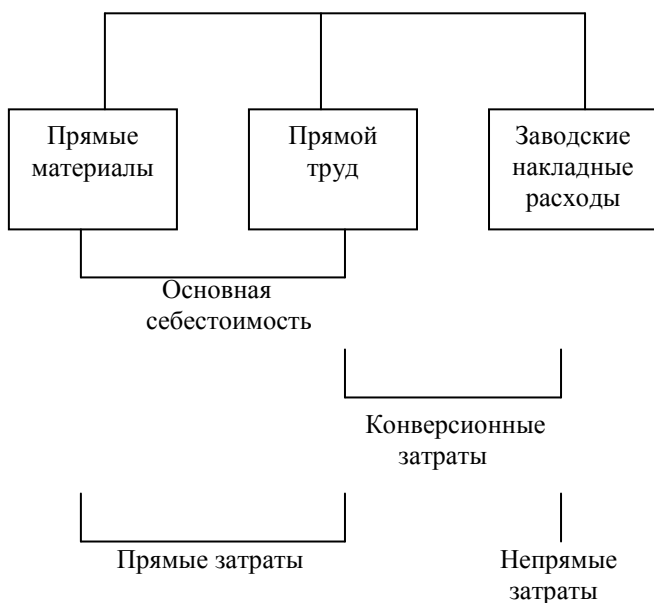 Прямые
материалы
Прямой
труд
Заводские
накладные
расходы
Основная
себестоимость
Конверсионные
затраты
Прямые затраты
Непрямые
затраты